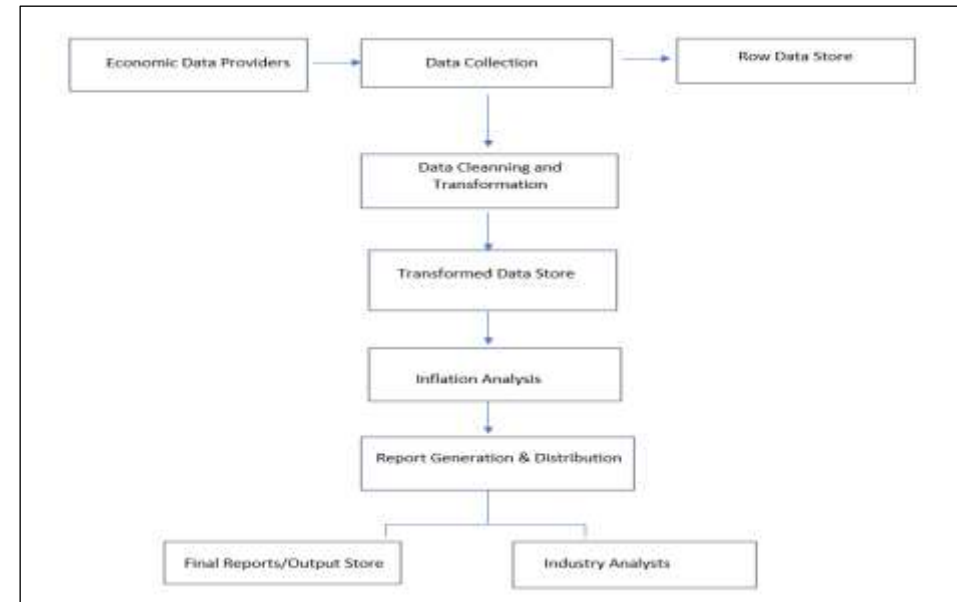 Economic Data Providers
Data Collection
Row Data Store
Data Cleanning and
Transformation
Transformed Data Store
Inflation Analysis
Report Generation & Distribution
Final Reports/Output Store
Industry Analysts